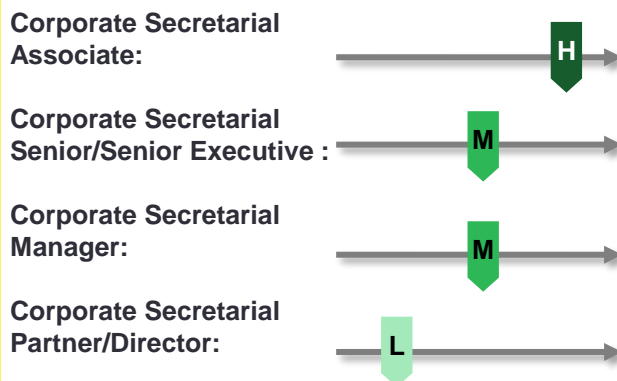 Corporate Secretarial
Associate:
H
Corporate Secretarial
Senior/Senior Executive :
M
Corporate Secretarial
Manager:
M
Corporate Secretarial
Partner/Director:
L